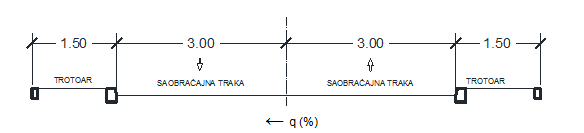 1.50 3.00 3.00 1.50
TROTOAR SAOBRAĆAJNA TRAKA SAOBRAĆAJNA TRAKA TROTOAR
← q (%)